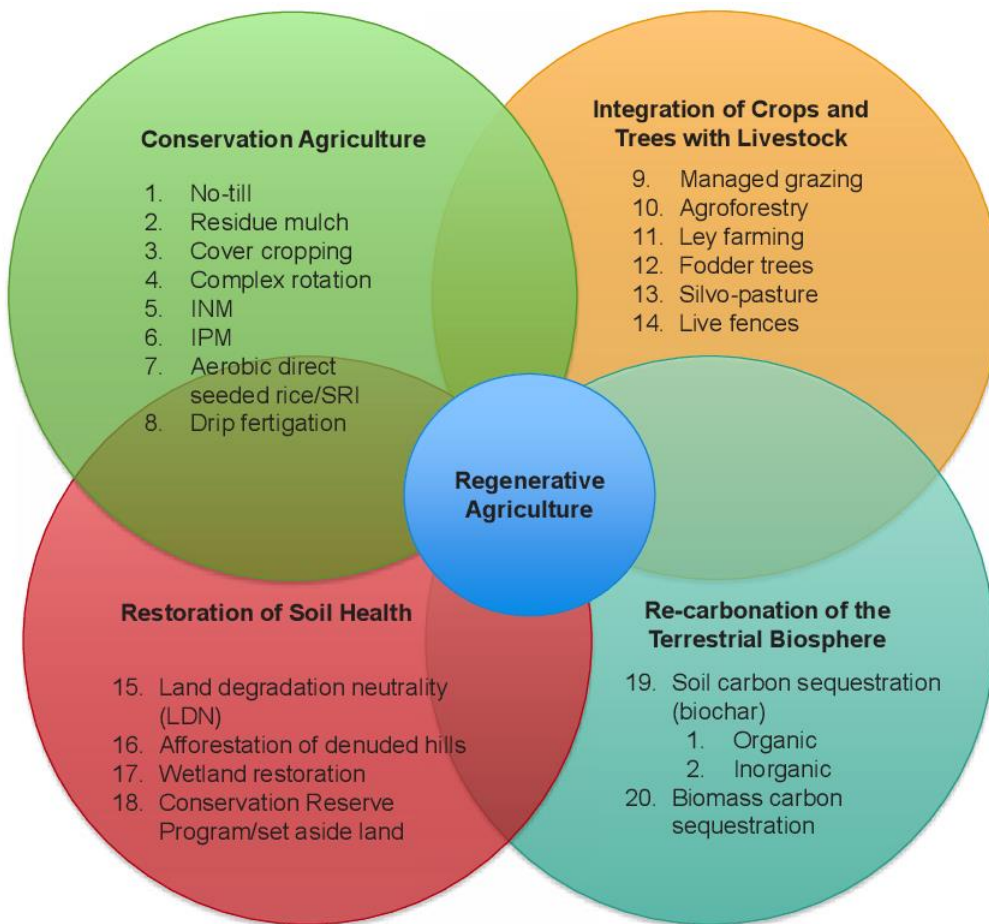 Conservation Agriculture
1. No-till
2. Residue mulch
3. Cover cropping
4. Complex rotation
5. INM
6. IPM
7. Aerobic direct
seeded rice/SRI
8. Drip fertigation
Integration of Crops and
Trees with Livestock
9. Managed grazing
10. Agroforestry
11. Ley farming
12. Fodder trees
13. Silvo-pasture
14. Live fences
Regenerative
Agriculture
Restoration of Soil Health
15. Land degradation neutrality
(LDN)
16. Afforestation of denuded hills
17. Wetland restoration
18. Conservation Reserve
Program/set aside land
Re-carbonation of the
Terrestrial Biosphere
19. Soil carbon sequestration
(biochar)
1. Organic
2. Inorganic
20. Biomass carbon
sequestration